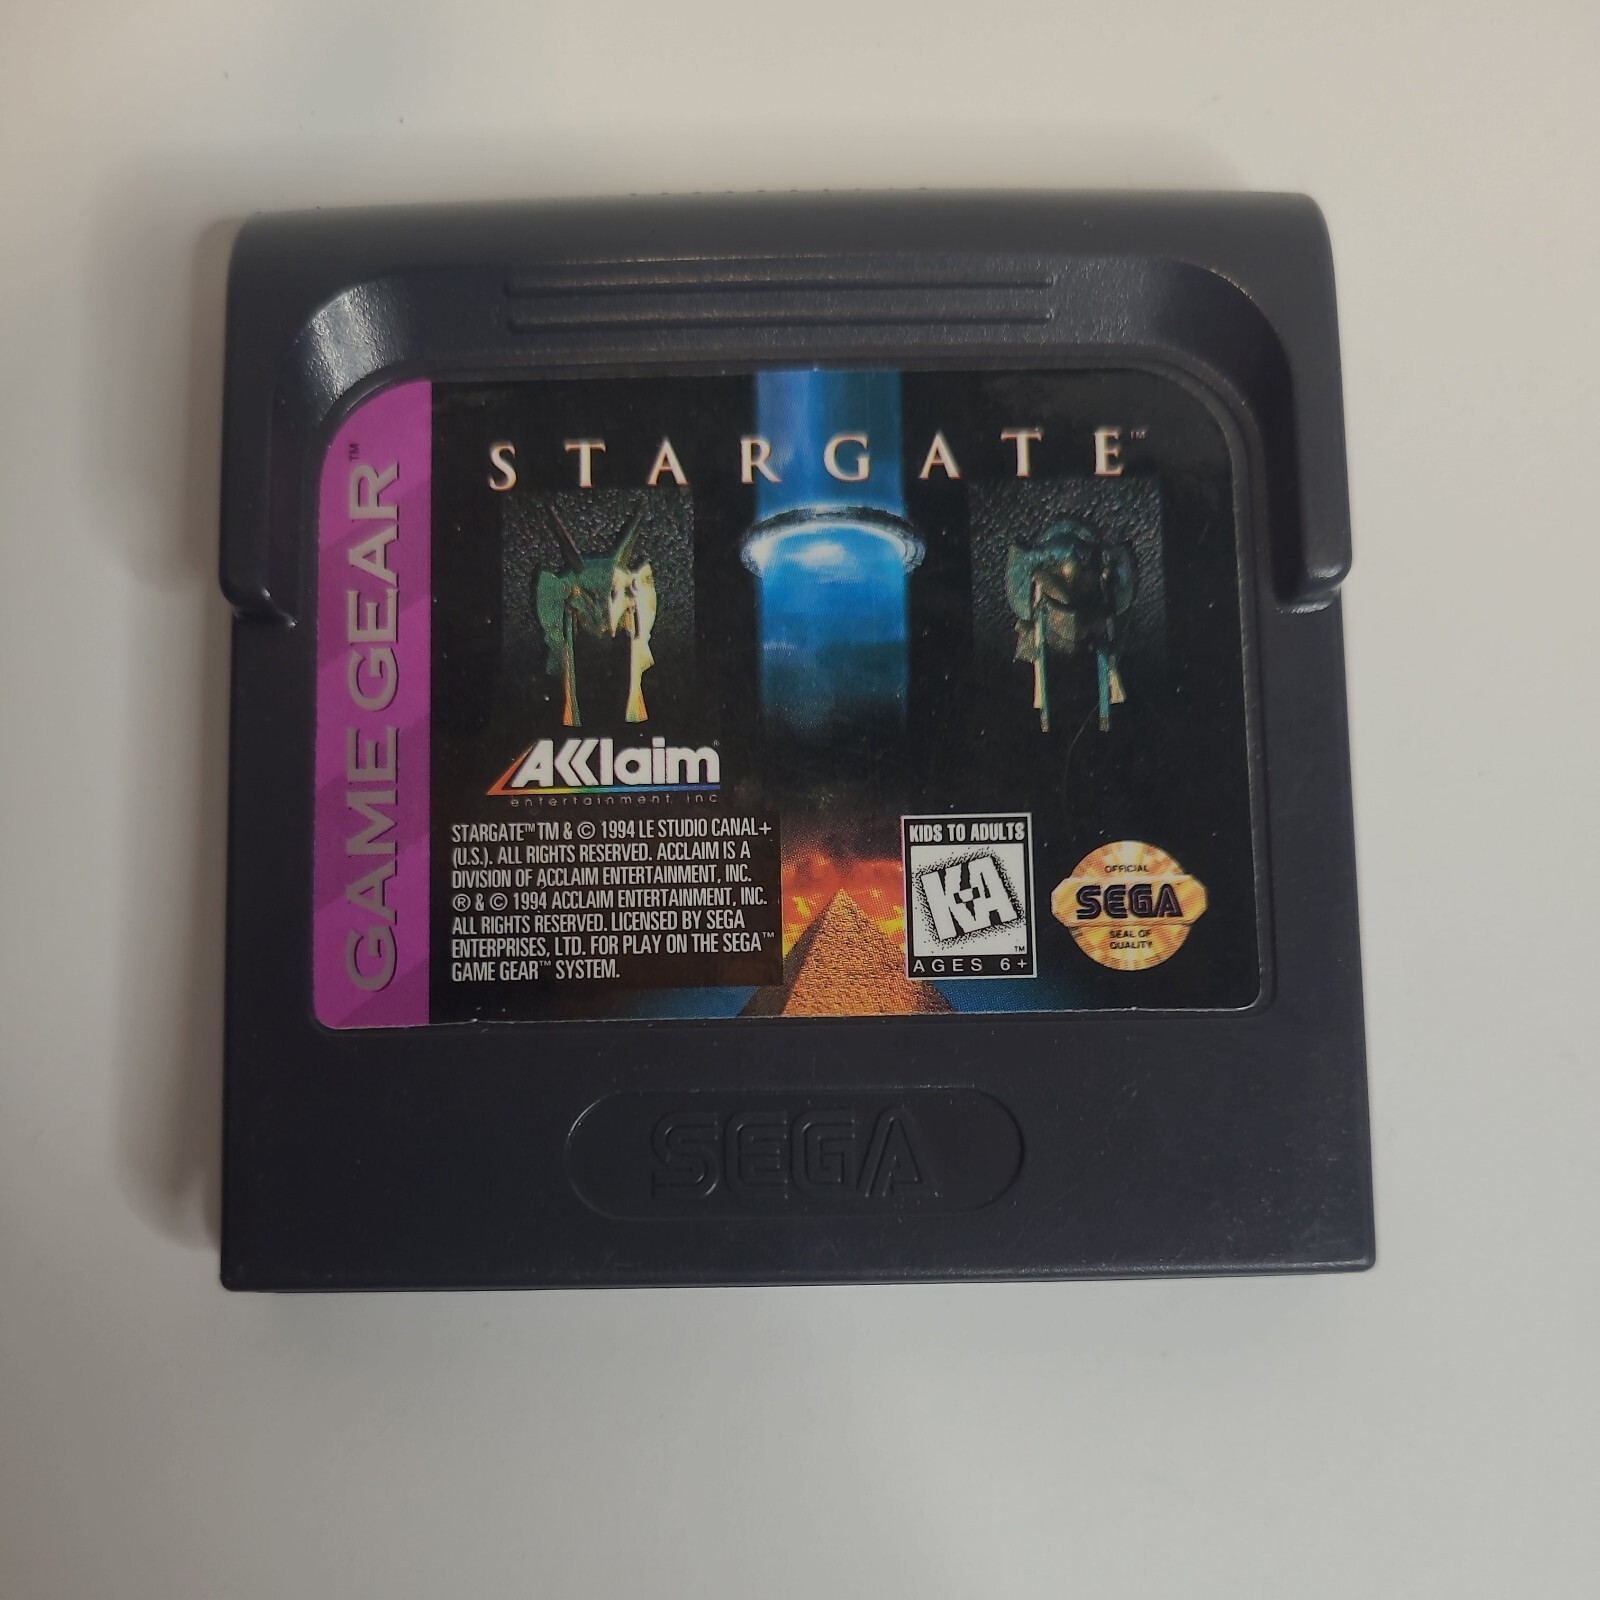 GAME GEAR™
STARGATE™
AKKlaim®
entertainment, inc.
STARGATE™ TM & © 1994 LE STUDIO CANAL+
(U.S.). ALL RIGHTS RESERVED. ACCLAIM IS A
DIVISION OF ACCLAIM ENTERTAINMENT, INC.
® & © 1994 ACCLAIM ENTERTAINMENT, INC.
ALL RIGHTS RESERVED. LICENSED BY SEGA
ENTERPRISES, LTD. FOR PLAY ON THE SEGA™
GAME GEAR™ SYSTEM.
KIDS TO ADULTS
K-A
™
AGES 6+
OFFICIAL
SEGA
SEAL OF
QUALITY
SEGA